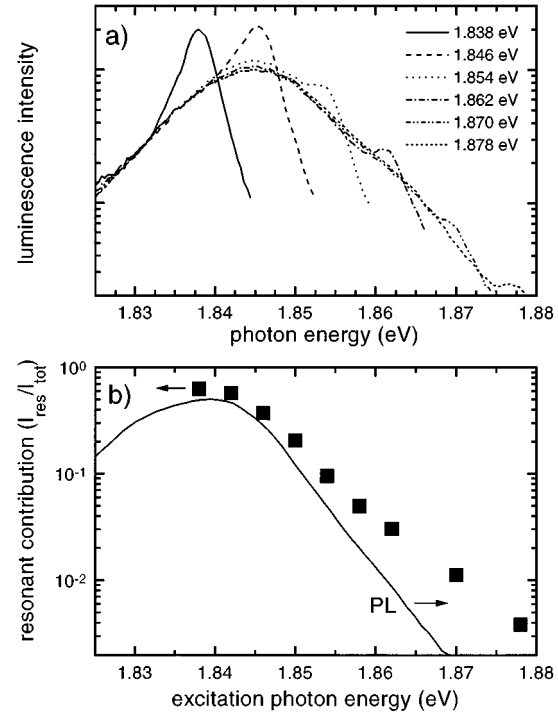 a)
1.838 eV
1.846 eV
1.854 eV
1.862 eV
1.870 eV
1.878 eV
luminescence intensity
1.83 1.84 1.85 1.86 1.87 1.88
photon energy (eV)
b)
10⁰
10⁻¹
10⁻²
resonant contribution (I_res/I_tot)
PL
1.83 1.84 1.85 1.86 1.87 1.88
excitation photon energy (eV)